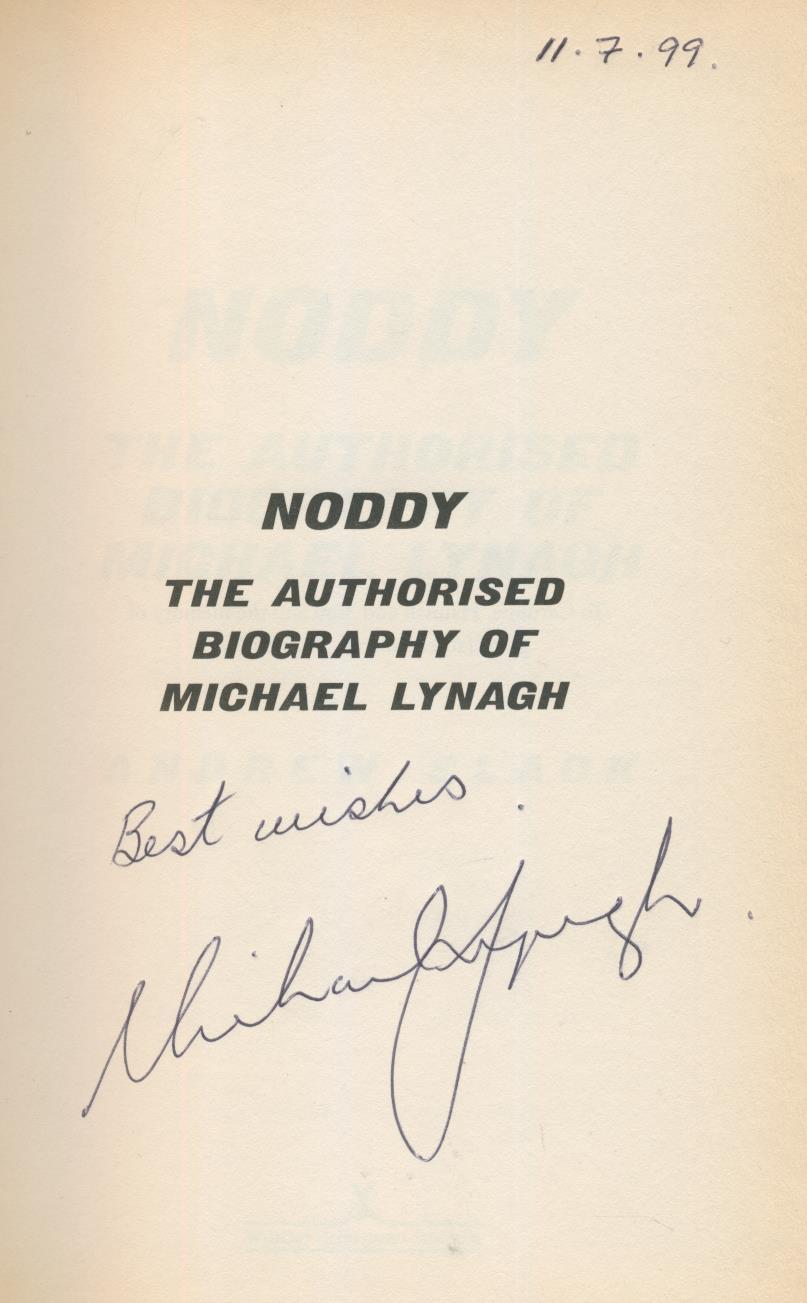 11.7.99.
NODDY
THE AUTHORISED
BIOGRAPHY OF
MICHAEL LYNAGH
Best wishes.
Michael Lynagh.